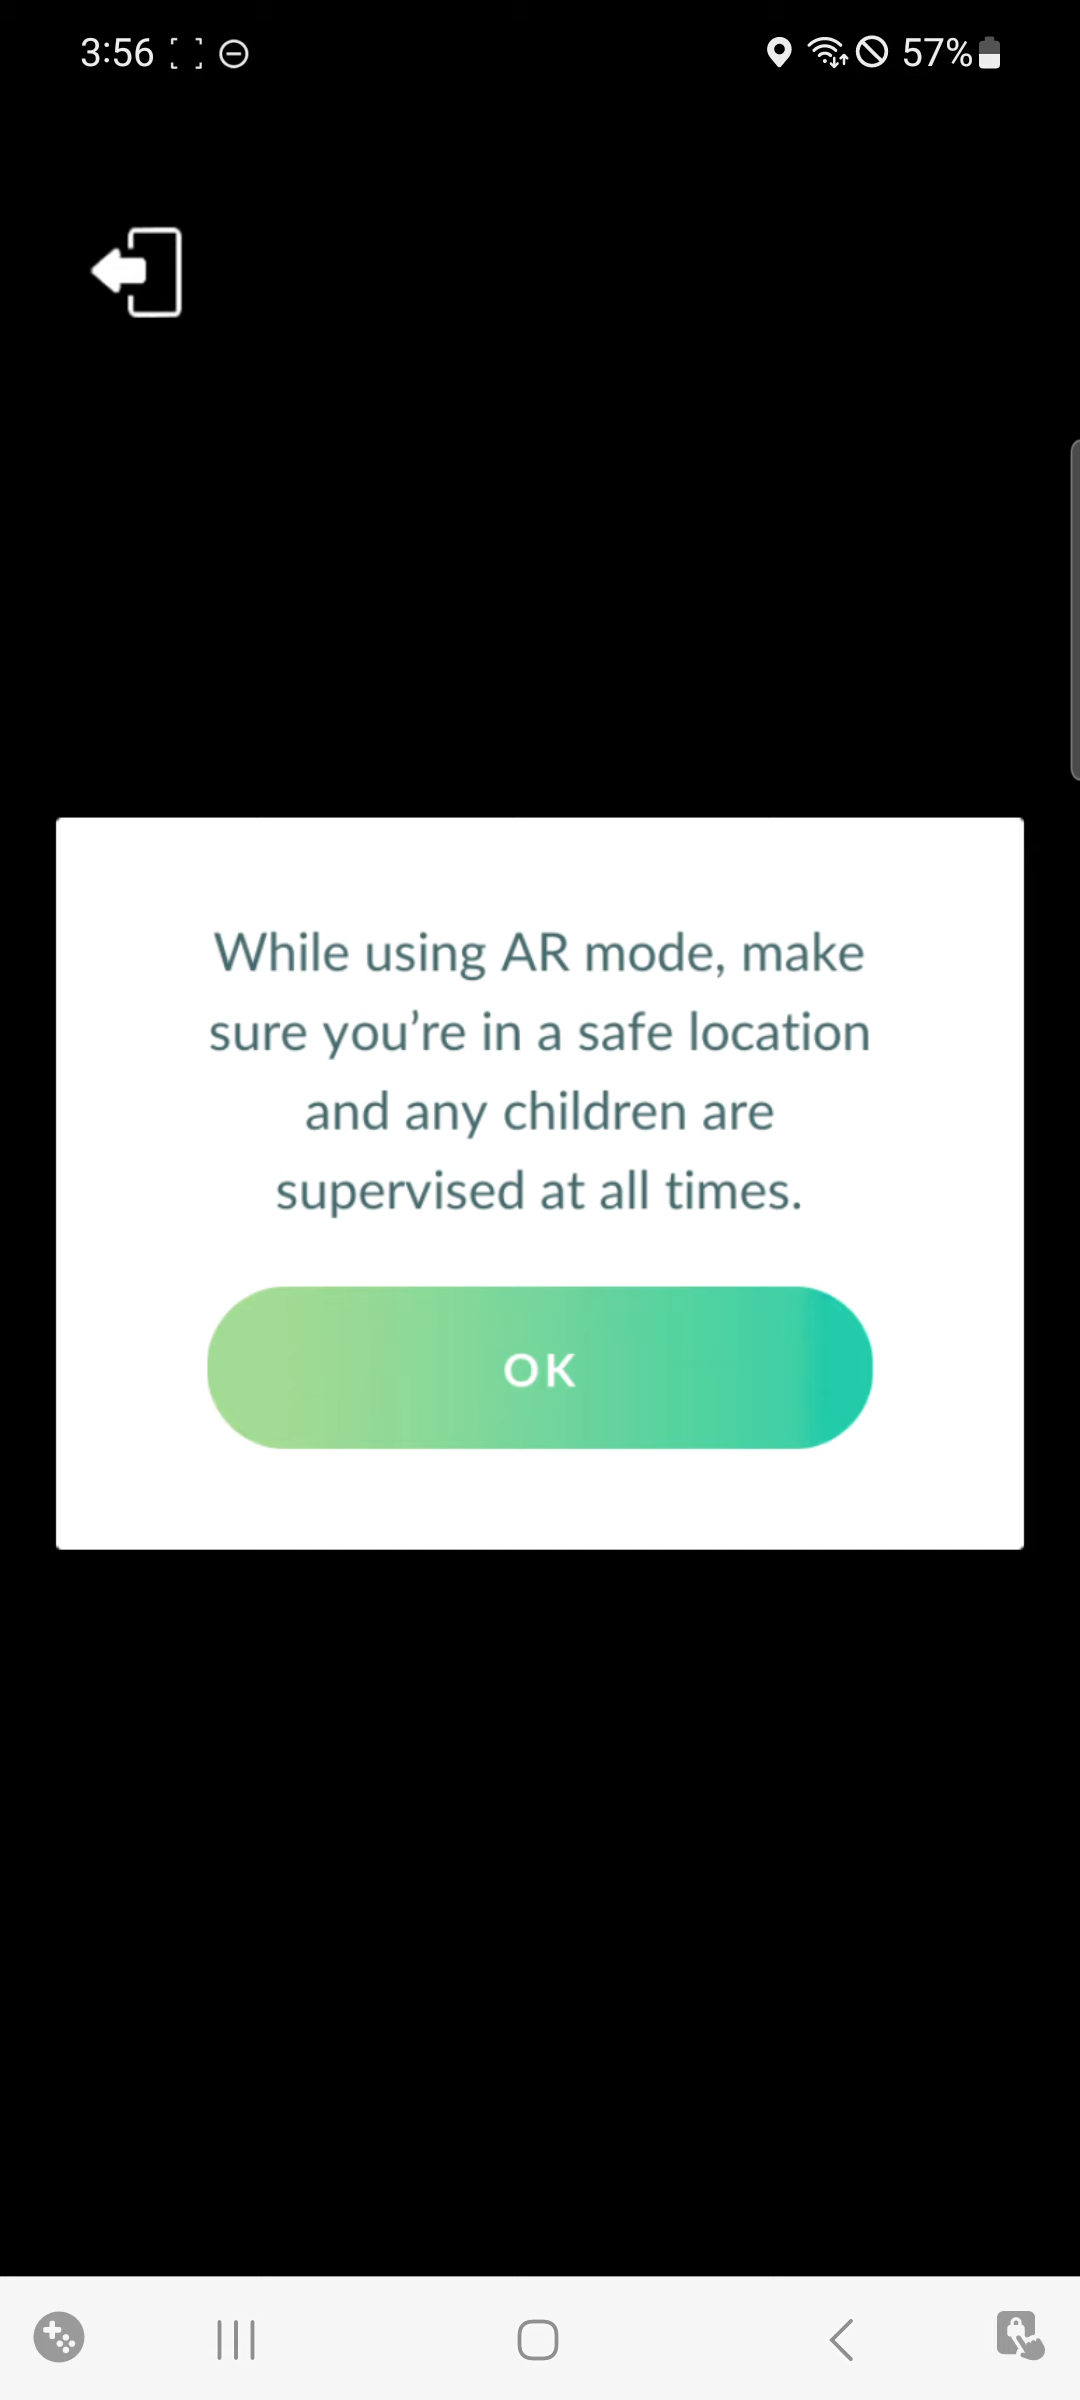 3:56
57%
While using AR mode, make
sure you’re in a safe location
and any children are
supervised at all times.
OK